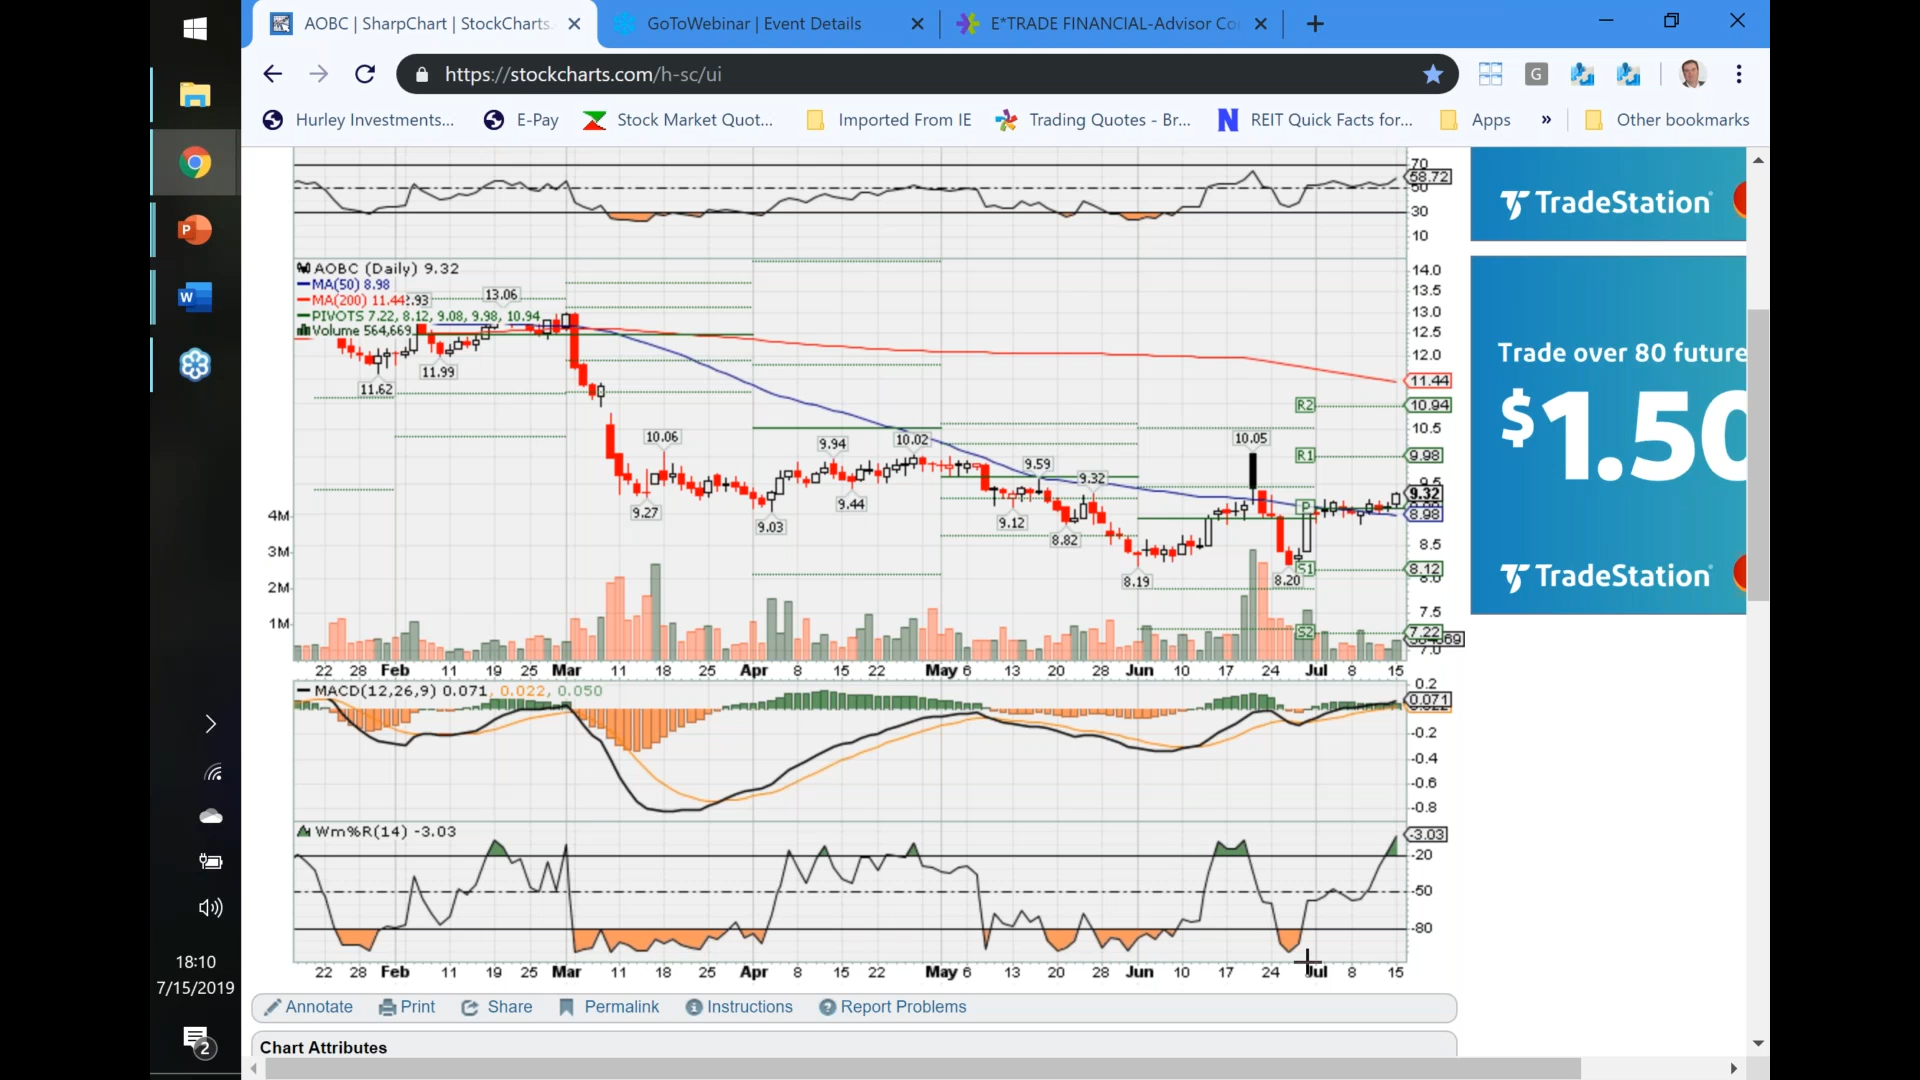 AOBC | SharpChart | StockCharts.
GoToWebinar | Event Details
E*TRADE FINANCIAL-Advisor Co
https://stockcharts.com/h-sc/ui
G
Hurley Investments...
E-Pay
Stock Market Quot...
Imported From IE
Trading Quotes - Br...
REIT Quick Facts for...
Apps
»
Other bookmarks
70
58.72
50
30
10
AOBC (Daily) 9.32
MA(50) 8.98
MA(200) 11.44
PIVOTS 7.22, 8.12, 9.08, 9.98, 10.94
Volume 564,669
13.06
11.62
11.99
9.27
10.06
9.03
9.94
9.44
10.02
9.12
9.59
8.82
9.32
8.19
10.05
8.20
R2
R1
P
S1
S2
14.0
13.5
13.0
12.5
12.0
11.44
10.94
10.5
9.98
9.5
9.32
8.98
8.5
8.12
8.0
7.5
7.22
7.0
4M
3M
2M
1M
22 28 Feb 11 19 25 Mar 11 18 25 Apr 8 15 22 May 6 13 20 28 Jun 10 17 24 Jul 8 15
MACD(12,26,9) 0.071, 0.022, 0.050
0.2
0.071
-0.2
-0.4
-0.6
-0.8
Wm%R(14) -3.03
-3.03
-20
-50
-80
22 28 Feb 11 19 25 Mar 11 18 25 Apr 8 15 22 May 6 13 20 28 Jun 10 17 24 Jul 8 15
Annotate Print Share Permalink Instructions Report Problems
Chart Attributes
TradeStation
Trade over 80 future
$1.50
TradeStation
P
W
18:10
7/15/2019
2